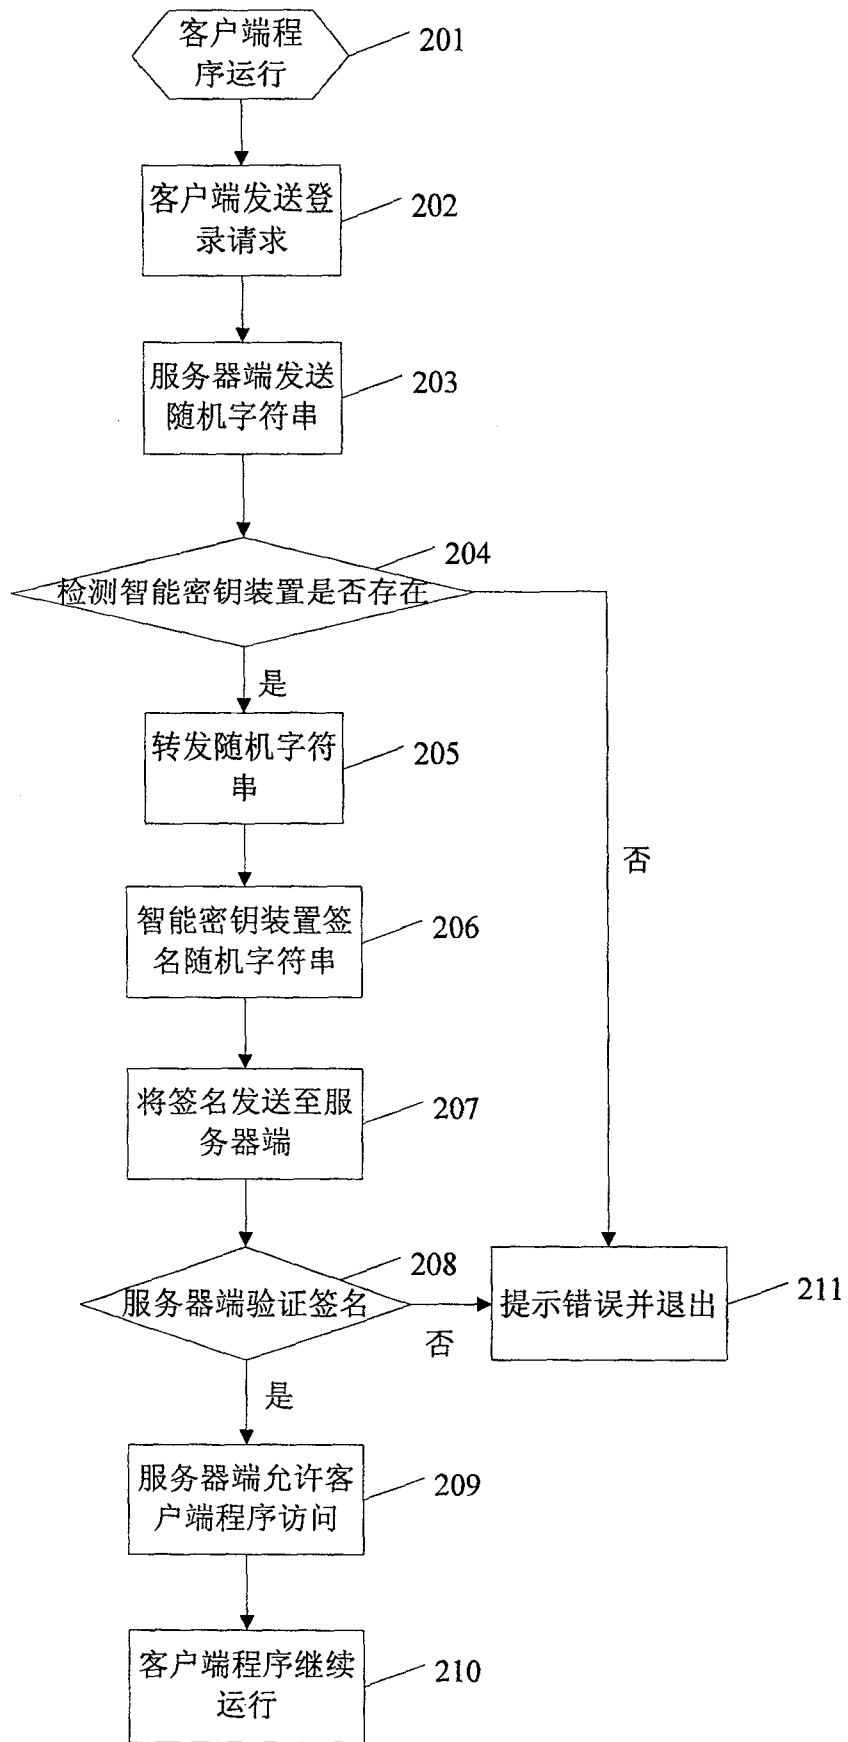 客户端程
序运行
201
客户端发送登
录请求
202
服务器端发送
随机字符串
203
204
检测智能密钥装置是否存在
是
转发随机字符
串
205
否
智能密钥装置签
名随机字符串
206
将签名发送至服
务器端
207
208
服务器端验证签名
否
提示错误并退出
211
是
服务器端允许客
户端程序访问
209
客户端程序继续
运行
210